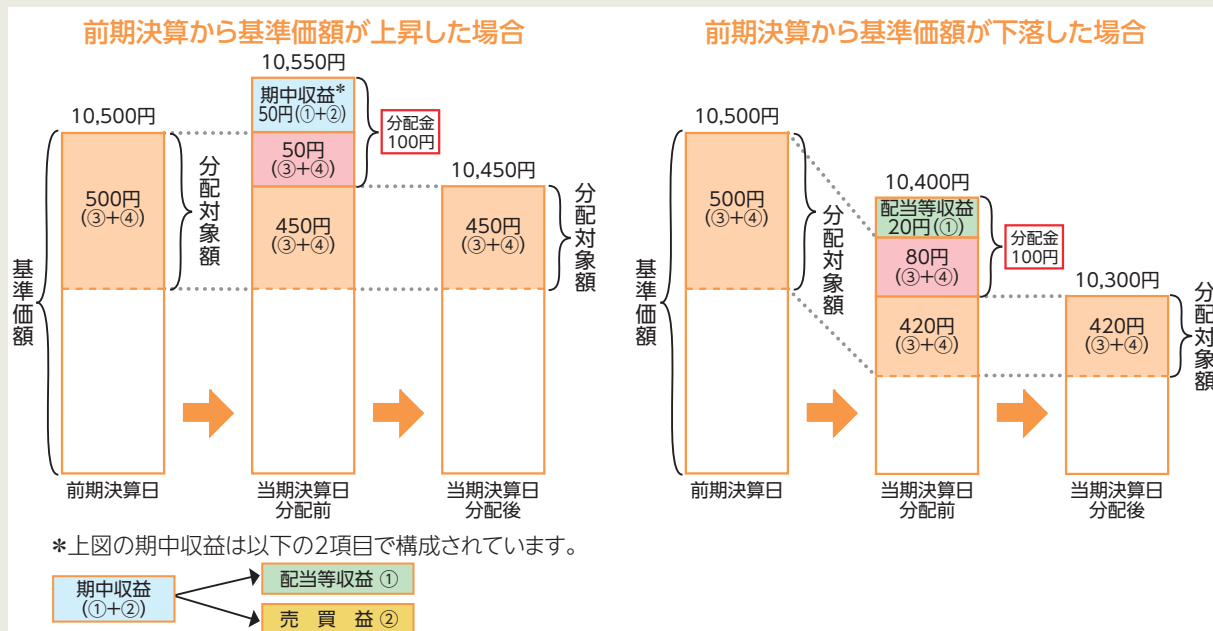 前期決算から基準価額が上昇した場合
10,550円
10,500円
期中収益*
50円(①+②)
分配金
100円
50円
(③+④)
10,450円
500円
(③+④)
分配対象額
450円
(③+④)
450円
(③+④)
分配対象額
基準価額
前期決算日
当期決算日
分配前
当期決算日
分配後
*上図の期中収益は以下の2項目で構成されています。
期中収益
(①+②)
配当等収益 ①
売 買 益 ②
前期決算から基準価額が下落した場合
10,500円
10,400円
500円
(③+④)
分配対象額
配当等収益
20円(①)
分配金
100円
80円
(③+④)
10,300円
420円
(③+④)
420円
(③+④)
分配対象額
基準価額
前期決算日
当期決算日
分配前
当期決算日
分配後